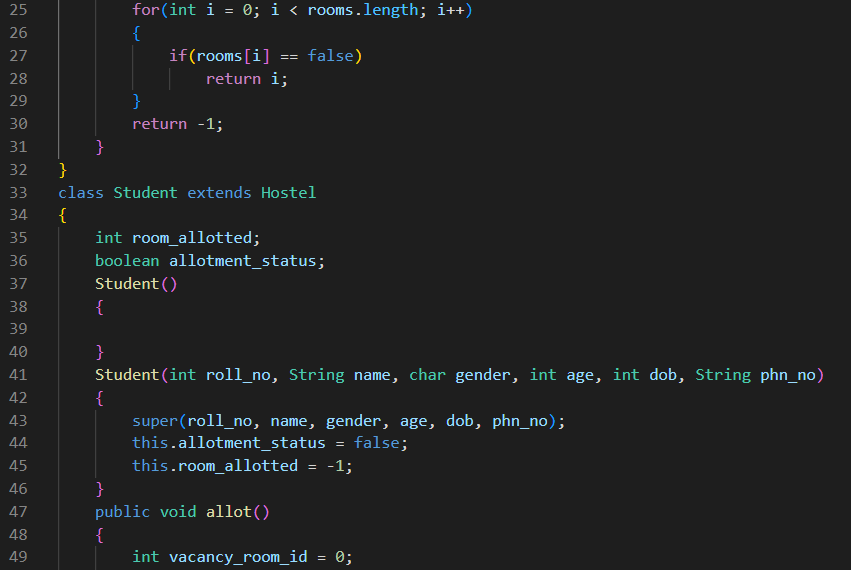 25 for(int i = 0; i < rooms.length; i++)
26 {
27 if(rooms[i] == false)
28 return i;
29 }
30 return -1;
31 }
32 }
33 class Student extends Hostel
34 {
35 int room_allotted;
36 boolean allotment_status;
37 Student()
38 {
39
40 }
41 Student(int roll_no, String name, char gender, int age, int dob, String phn_no)
42 {
43 super(roll_no, name, gender, age, dob, phn_no);
44 this.allotment_status = false;
45 this.room_allotted = -1;
46 }
47 public void allot()
48 {
49 int vacancy_room_id = 0;